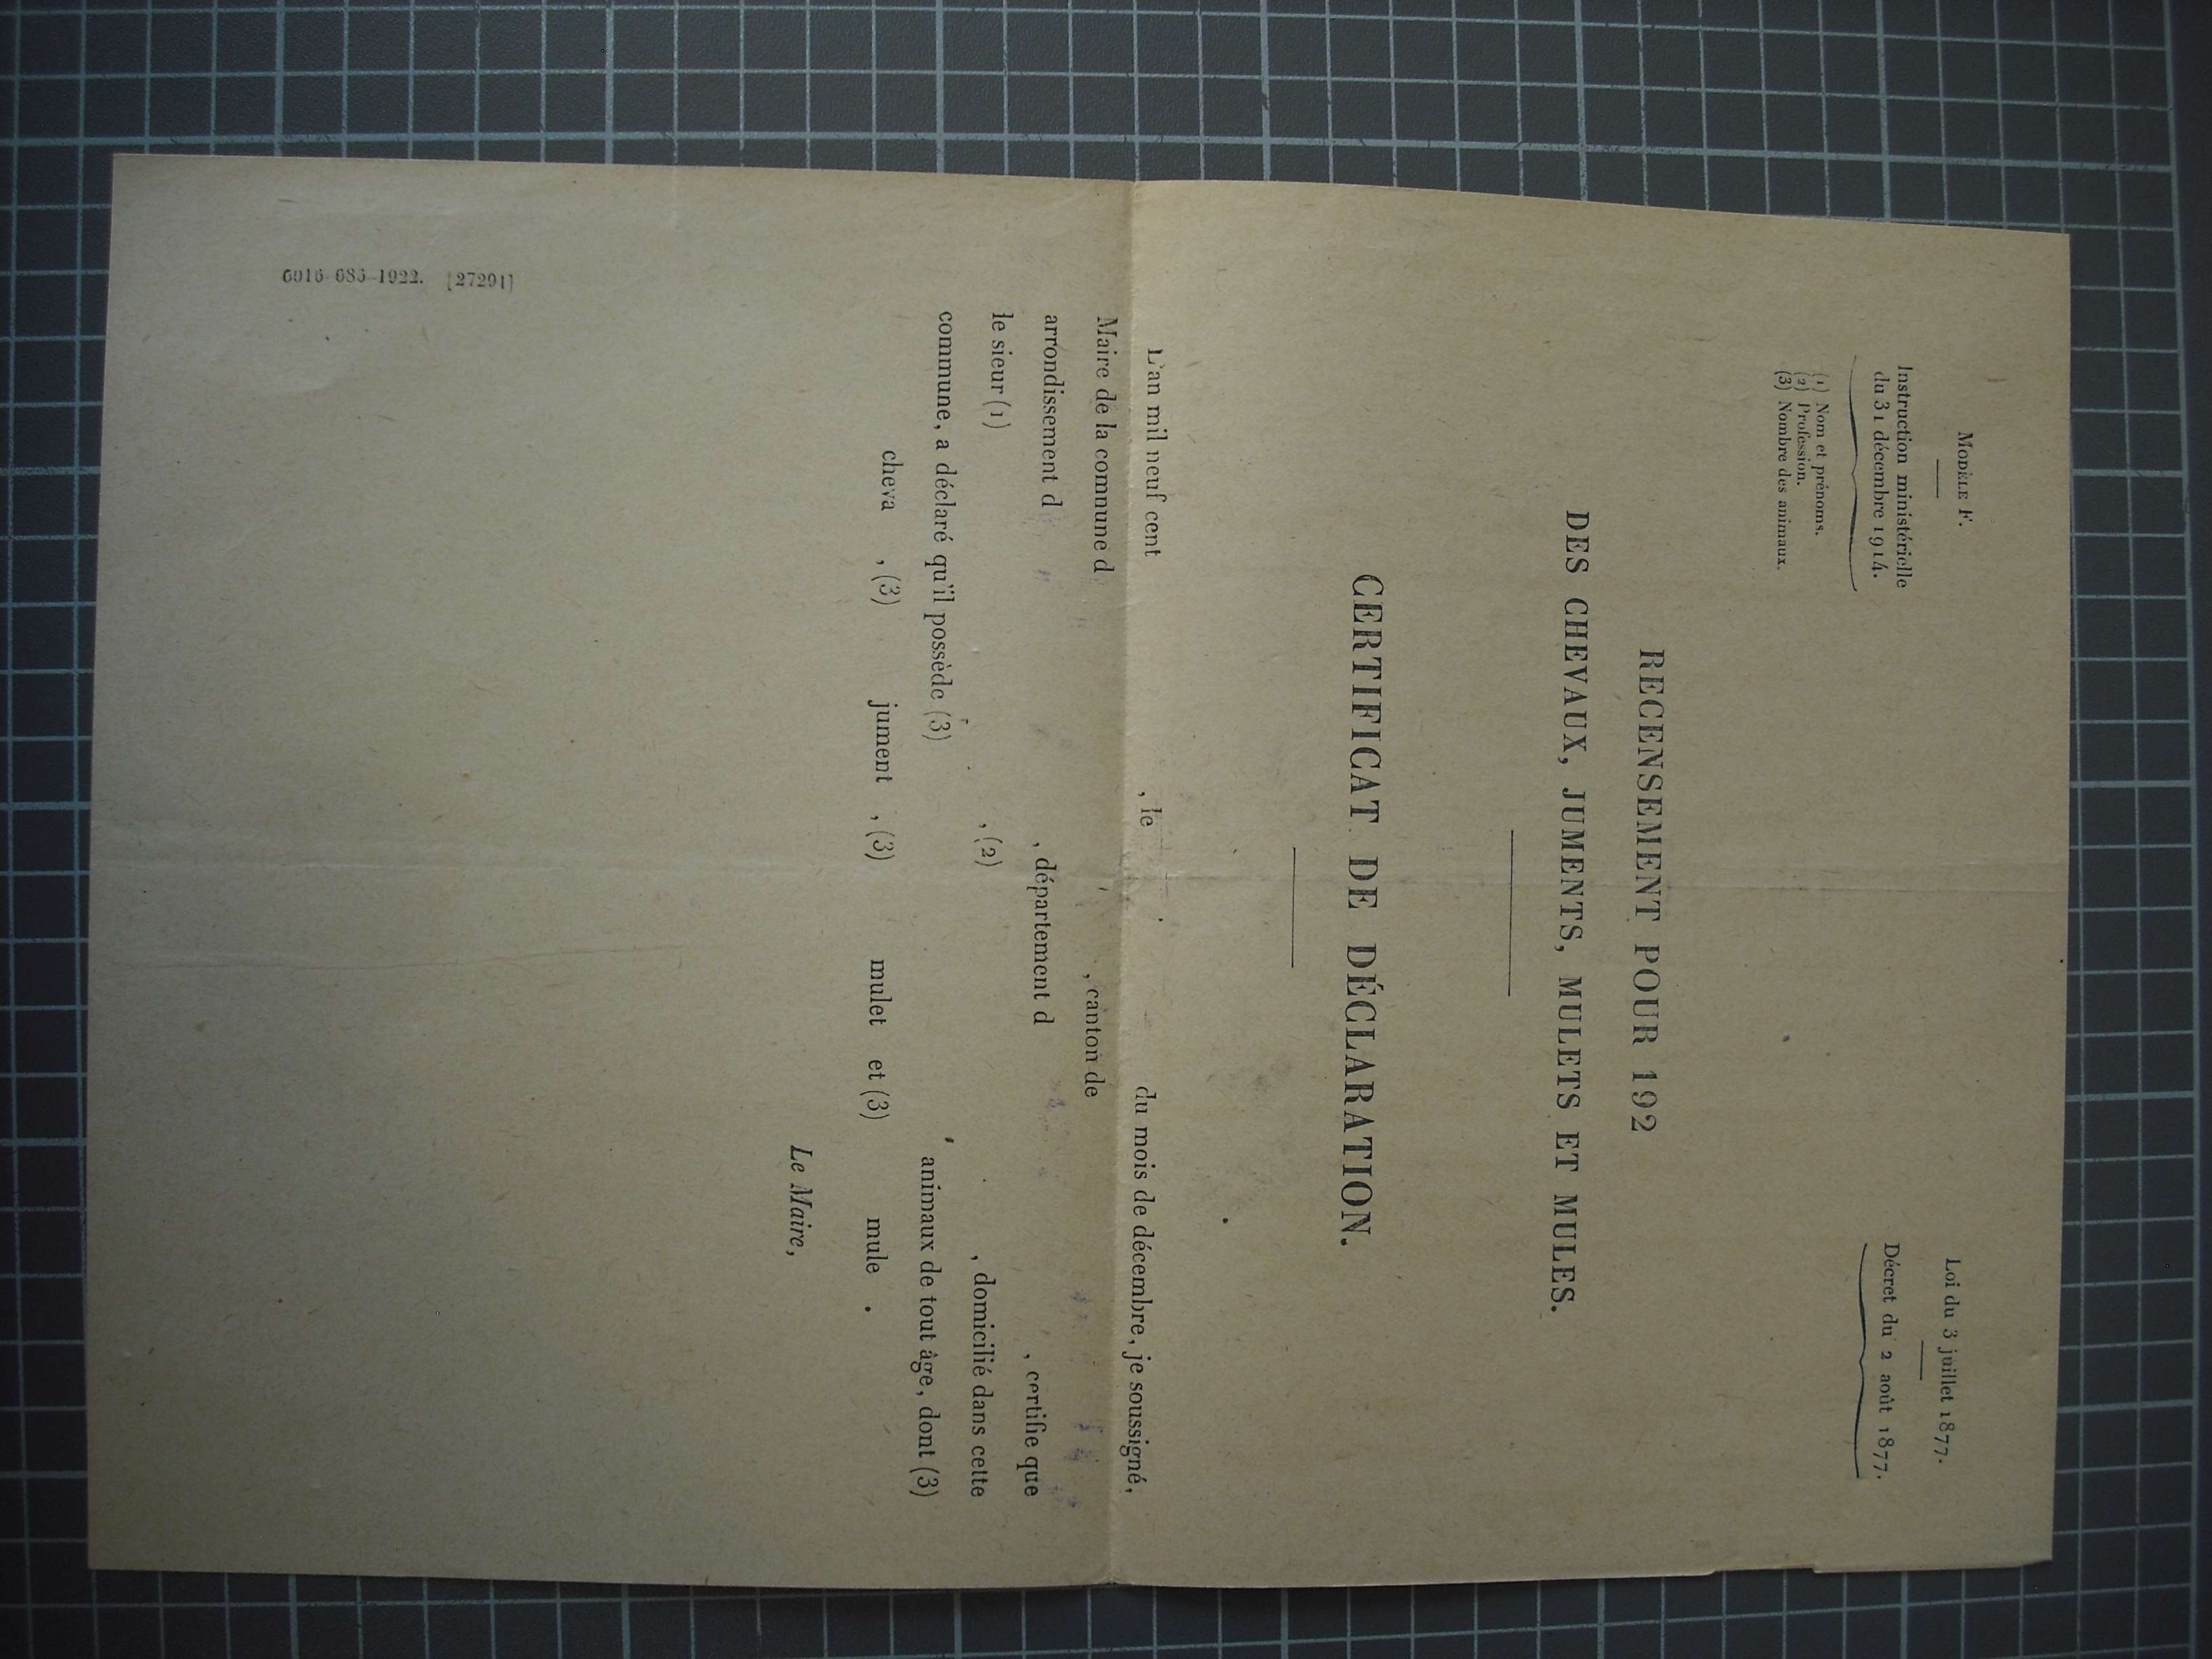 MODÈLE F.
Instruction ministérielle
du 31 décembre 1914.
(1) Nom et prénoms.
(2) Profession.
(3) Nombre des animaux.
Loi du 3 juillet 1877.
Décret du 2 août 1877.
RECENSEMENT POUR 192
DES CHEVAUX, JUMENTS, MULETS ET MULES.
CERTIFICAT DE DÉCLARATION.
L'an mil neuf cent , le du mois de décembre, je soussigné,
Maire de la commune d , canton de
arrondissement d , département d , certifie que
le sieur (1) , (2) , domicilié dans cette
commune, a déclaré qu'il possède (3) animaux de tout âge, dont (3)
cheva , (3) jument , (3) mulet et (3) mule .
Le Maire,
6016-685-1922. [27291]